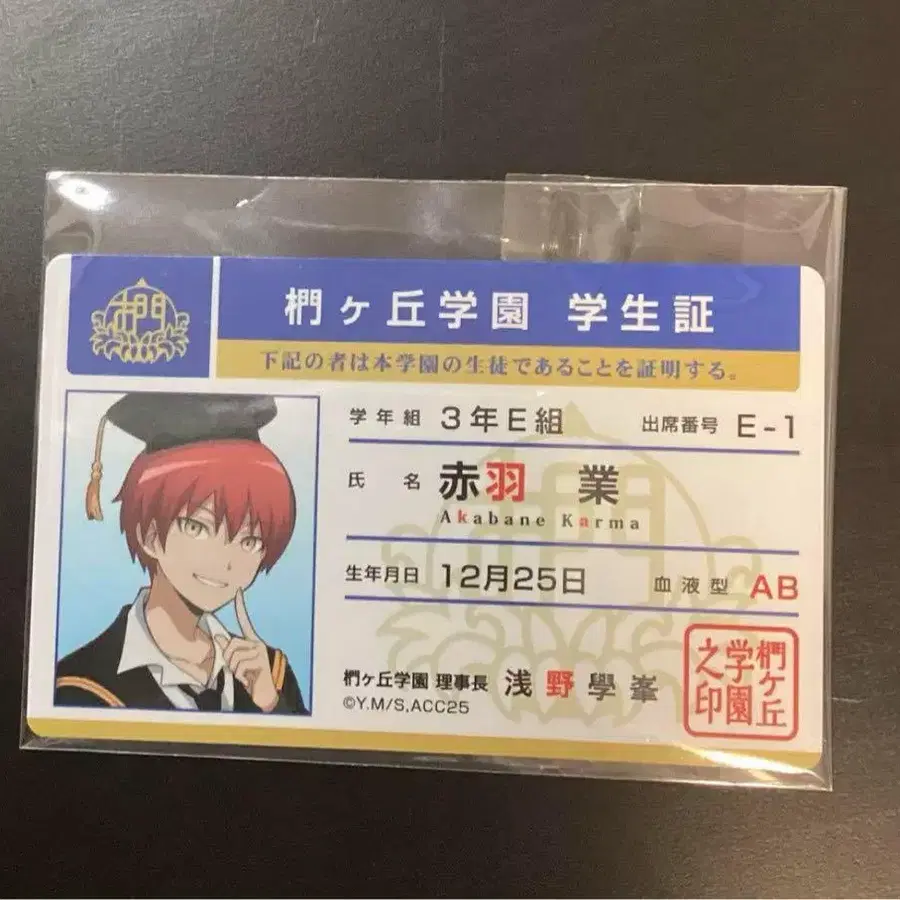 椚
椚ヶ丘学園 学生証
下記の者は本学園の生徒であることを証明する。
学年組 3年E組 出席番号 E-1
氏名 赤羽 業
Akabane Karma
生年月日 12月25日 血液型 AB
椚ヶ丘学園 理事長 浅野學峯
©Y.M/S,ACC25
椚ヶ丘
学園
之印